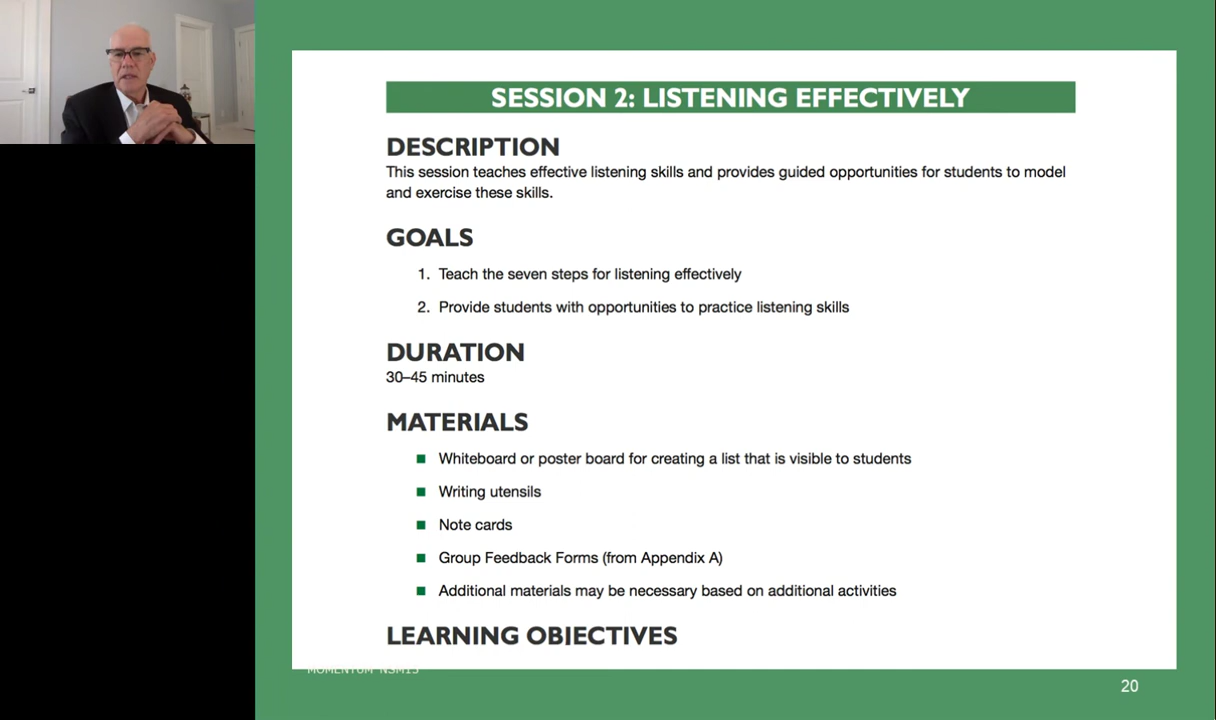 SESSION 2: LISTENING EFFECTIVELY
DESCRIPTION
This session teaches effective listening skills and provides guided opportunities for students to model
and exercise these skills.
GOALS
1. Teach the seven steps for listening effectively
2. Provide students with opportunities to practice listening skills
DURATION
30–45 minutes
MATERIALS
■ Whiteboard or poster board for creating a list that is visible to students
■ Writing utensils
■ Note cards
■ Group Feedback Forms (from Appendix A)
■ Additional materials may be necessary based on additional activities
LEARNING OBJECTIVES
MOMENTUM NSMTS
20